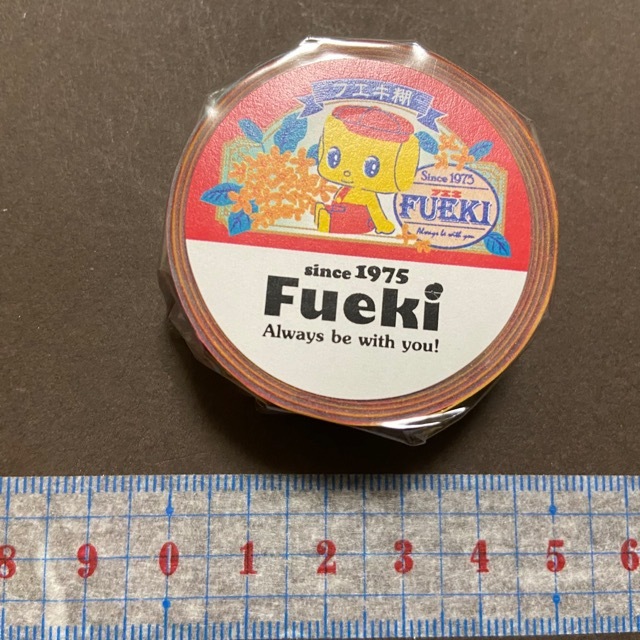 フエキ糊
Since 1975
フエキ
FUEKI
Always be with you
since 1975
Fueki
Always be with you!
8 9 0 1 2 3 4 5 6